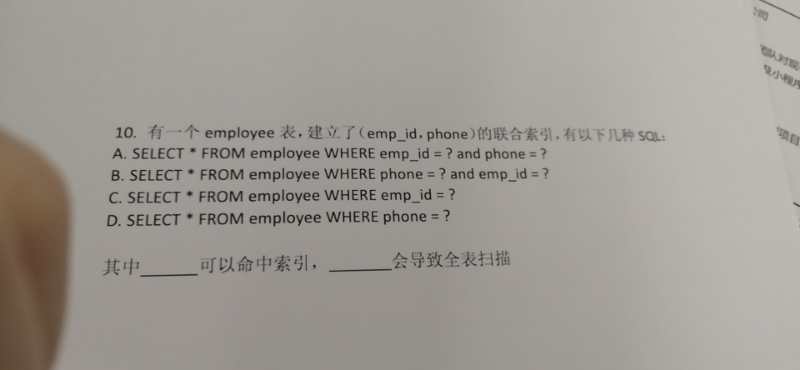 10. 有一个 employee 表，建立了（emp_id，phone）的联合索引，有以下几种 SQL：
A. SELECT * FROM employee WHERE emp_id = ? and phone = ?
B. SELECT * FROM employee WHERE phone = ? and emp_id = ?
C. SELECT * FROM employee WHERE emp_id = ?
D. SELECT * FROM employee WHERE phone = ?
其中______可以命中索引，______会导致全表扫描